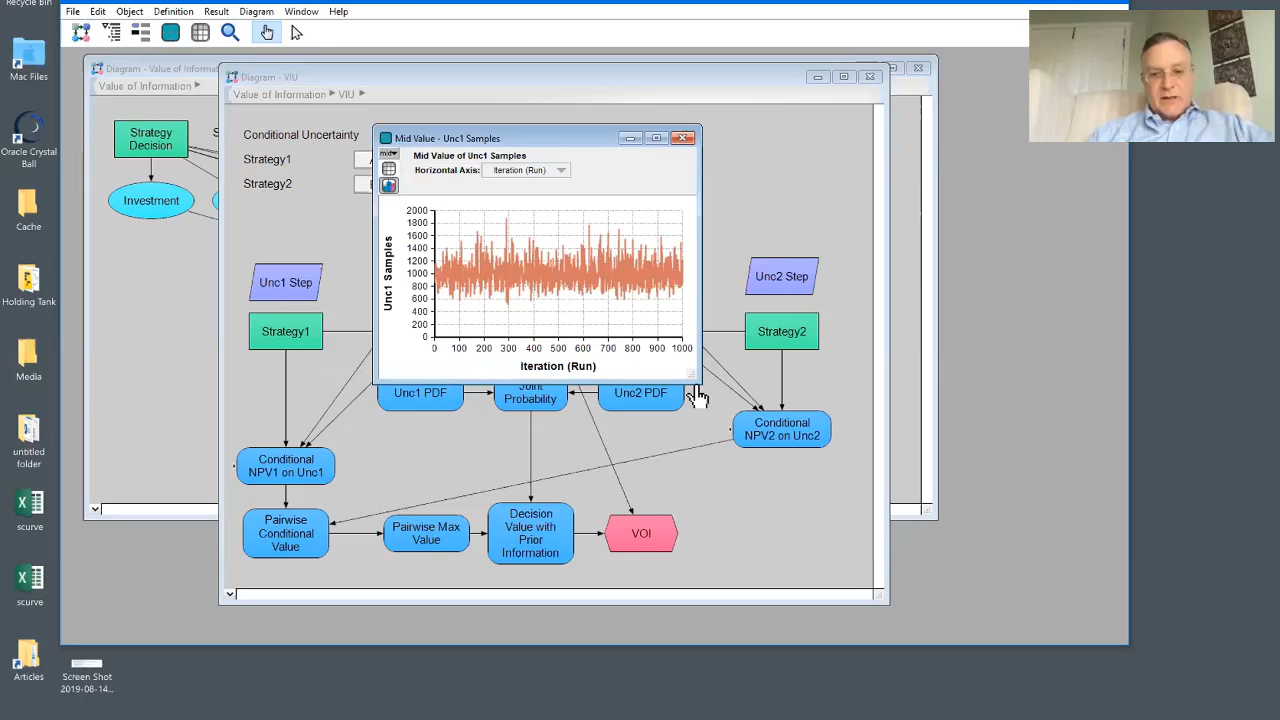 Recycle Bin
File Edit Object Definition Result Diagram Window Help
Mac Files
Oracle Crystal
Ball
Cache
Holding Tank
Media
untitled
folder
scurve
scurve
Articles
Screen Shot
2019-08-14...
Diagram - Value of Informa
Value of Information
Strategy
Decision
Investment
Diagram - VIU
Value of Information VIU
Conditional Uncertainty
Strategy1
Strategy2
Mid Value - Unc1 Samples
mid
Mid Value of Unc1 Samples
Horizontal Axis: Iteration (Run)
Unc1 Samples
2000
1800
1600
1400
1200
1000
800
600
400
200
0
0 100 200 300 400 500 600 700 800 900 1000
Iteration (Run)
Unc1 Step
Unc2 Step
Strategy1
Strategy2
Unc1 PDF
Joint
Probability
Unc2 PDF
Conditional
NPV2 on Unc2
Conditional
NPV1 on Unc1
Pairwise
Conditional
Value
Pairwise Max
Value
Decision
Value with
Prior
Information
VOI